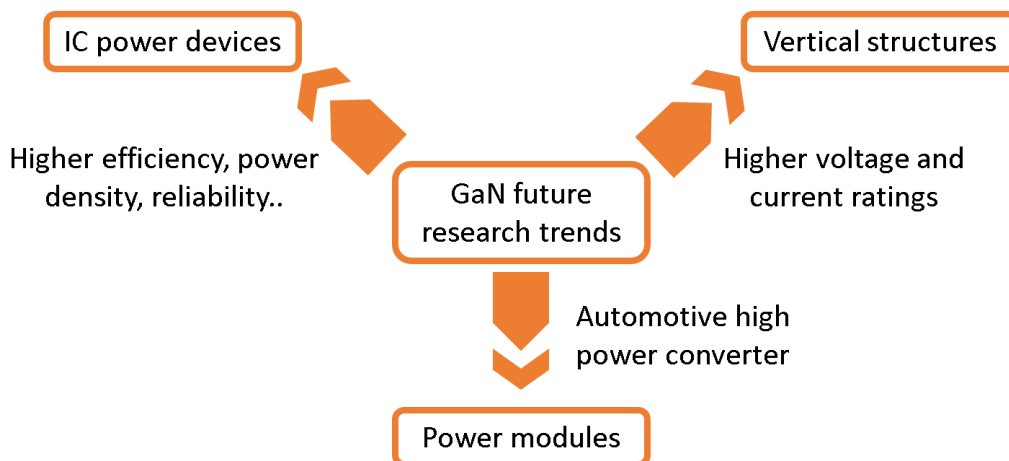 IC power devices
Vertical structures
Higher efficiency, power
density, reliability..
Higher voltage and
current ratings
GaN future
research trends
Automotive high
power converter
Power modules